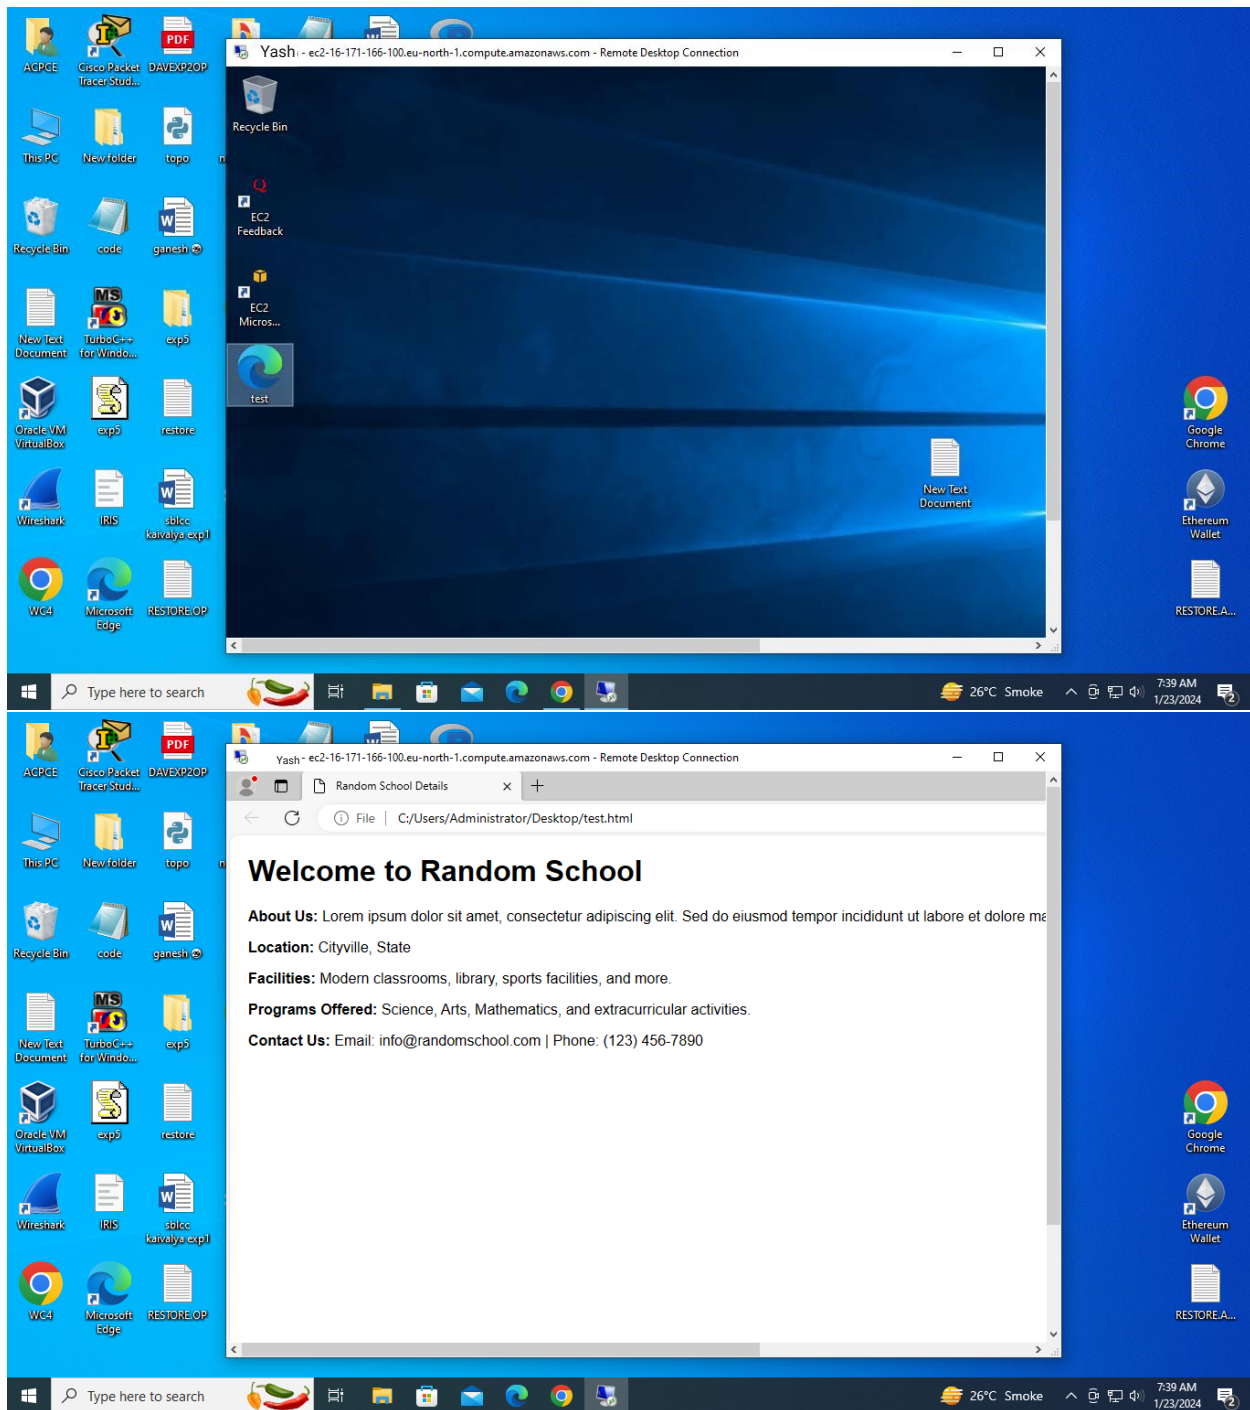 Yash - ec2-16-171-166-100.eu-north-1.compute.amazonaws.com - Remote Desktop Connection
ACPCE
Cisco Packet Tracer Stud...
PDF
DAVEXP2OP
Recycle Bin
This PC
New folder
topo
EC2 Feedback
Recycle Bin
code
ganesh
EC2 Micros...
New Text Document
TurboC++ for Windo...
exp5
test
Oracle VM VirtualBox
exp5
restore
Google Chrome
New Text Document
Wireshark
IRIS
sblcc kaivalya exp1
Ethereum Wallet
WC4
Microsoft Edge
RESTORE.OP
RESTORE.A...
Type here to search
26°C Smoke
7:39 AM
1/23/2024
2
Yash - ec2-16-171-166-100.eu-north-1.compute.amazonaws.com - Remote Desktop Connection
ACPCE
Cisco Packet Tracer Stud...
PDF
DAVEXP2OP
Random School Details
File | C:/Users/Administrator/Desktop/test.html
This PC
New folder
topo
Welcome to Random School
About Us: Lorem ipsum dolor sit amet, consectetur adipiscing elit. Sed do eiusmod tempor incididunt ut labore et dolore ma
Location: Cityville, State
Facilities: Modern classrooms, library, sports facilities, and more.
Programs Offered: Science, Arts, Mathematics, and extracurricular activities.
Contact Us: Email: info@randomschool.com | Phone: (123) 456-7890
Recycle Bin
code
ganesh
New Text Document
TurboC++ for Windo...
exp5
Oracle VM VirtualBox
exp5
restore
Google Chrome
Wireshark
IRIS
sblcc kaivalya exp1
Ethereum Wallet
WC4
Microsoft Edge
RESTORE.OP
RESTORE.A...
Type here to search
26°C Smoke
7:39 AM
1/23/2024
2